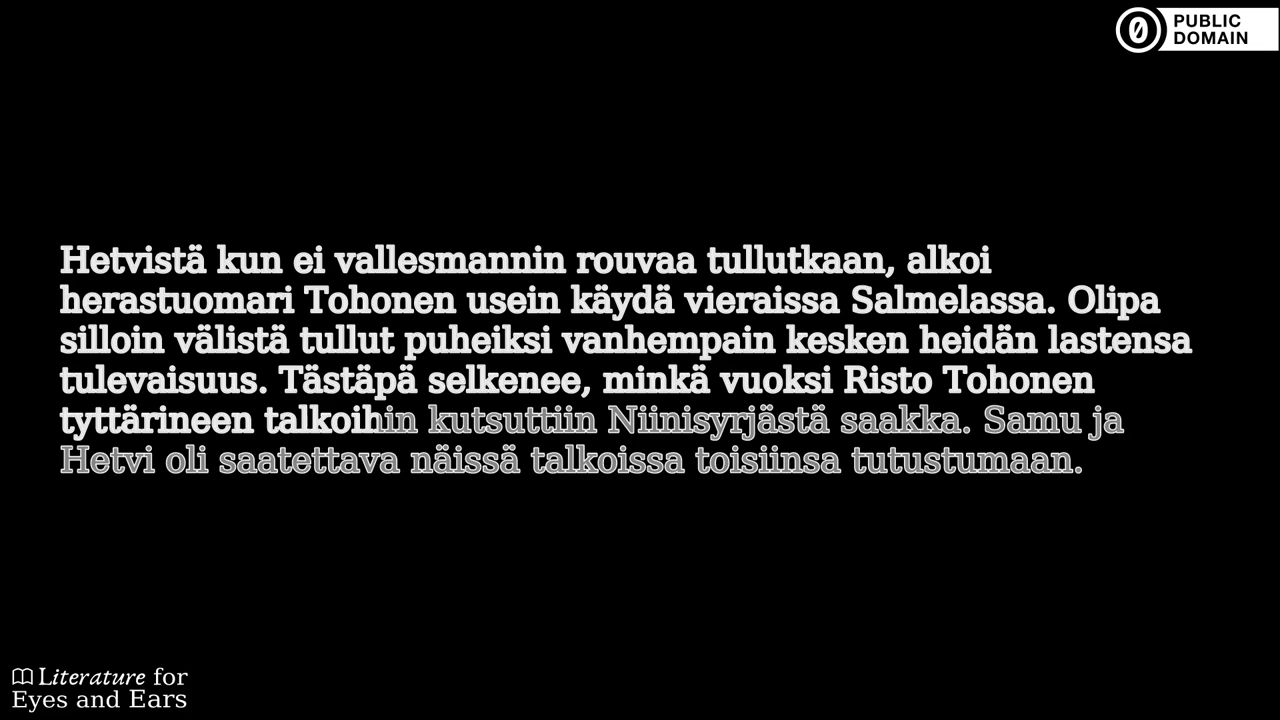 PUBLIC
DOMAIN
Hetvistä kun ei vallesmannin rouvaa tullutkaan, alkoi
herastuomari Tohonen usein käydä vieraissa Salmelassa. Olipa
silloin välistä tullut puheiksi vanhempain kesken heidän lastensa
tulevaisuus. Tästäpä selkenee, minkä vuoksi Risto Tohonen
tyttärineen talkoihin kutsuttiin Niinisyrjästä saakka. Samu ja
Hetvi oli saatettava näissä talkoissa toisiinsa tutustumaan.
Literature for
Eyes and Ears